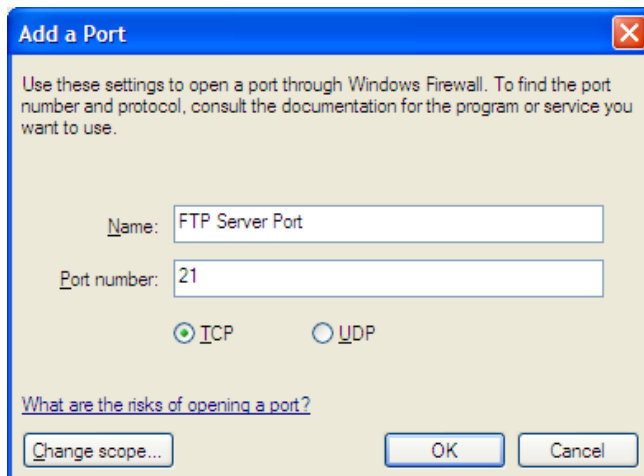 Add a Port
Use these settings to open a port through Windows Firewall. To find the port
number and protocol, consult the documentation for the program or service you
want to use.
Name: FTP Server Port
Port number: 21
TCP UDP
What are the risks of opening a port?
Change scope... OK Cancel